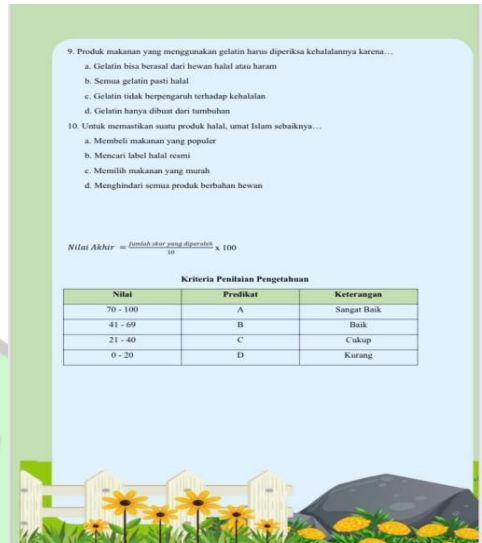 9. Produk makanan yang menggunakan gelatin harus diperiksa kehalalannya karena…
a. Gelatin bisa berasal dari hewan halal atau haram
b. Semua gelatin pasti halal
c. Gelatin tidak berpengaruh terhadap kehalalan
d. Gelatin hanya dibuat dari tumbuhan
10. Untuk memastikan suatu produk halal, umat Islam sebaiknya…
a. Membeli makanan yang populer
b. Mencari label halal resmi
c. Memilih makanan yang murah
d. Menghindari semua produk berbahan hewan
Nilai Akhir = Jumlah skor yang diperoleh / 10 x 100
Kriteria Penilaian Pengetahuan
Nilai Predikat Keterangan
70 - 100 A Sangat Baik
41 - 69 B Baik
21 - 40 C Cukup
0 - 20 D Kurang